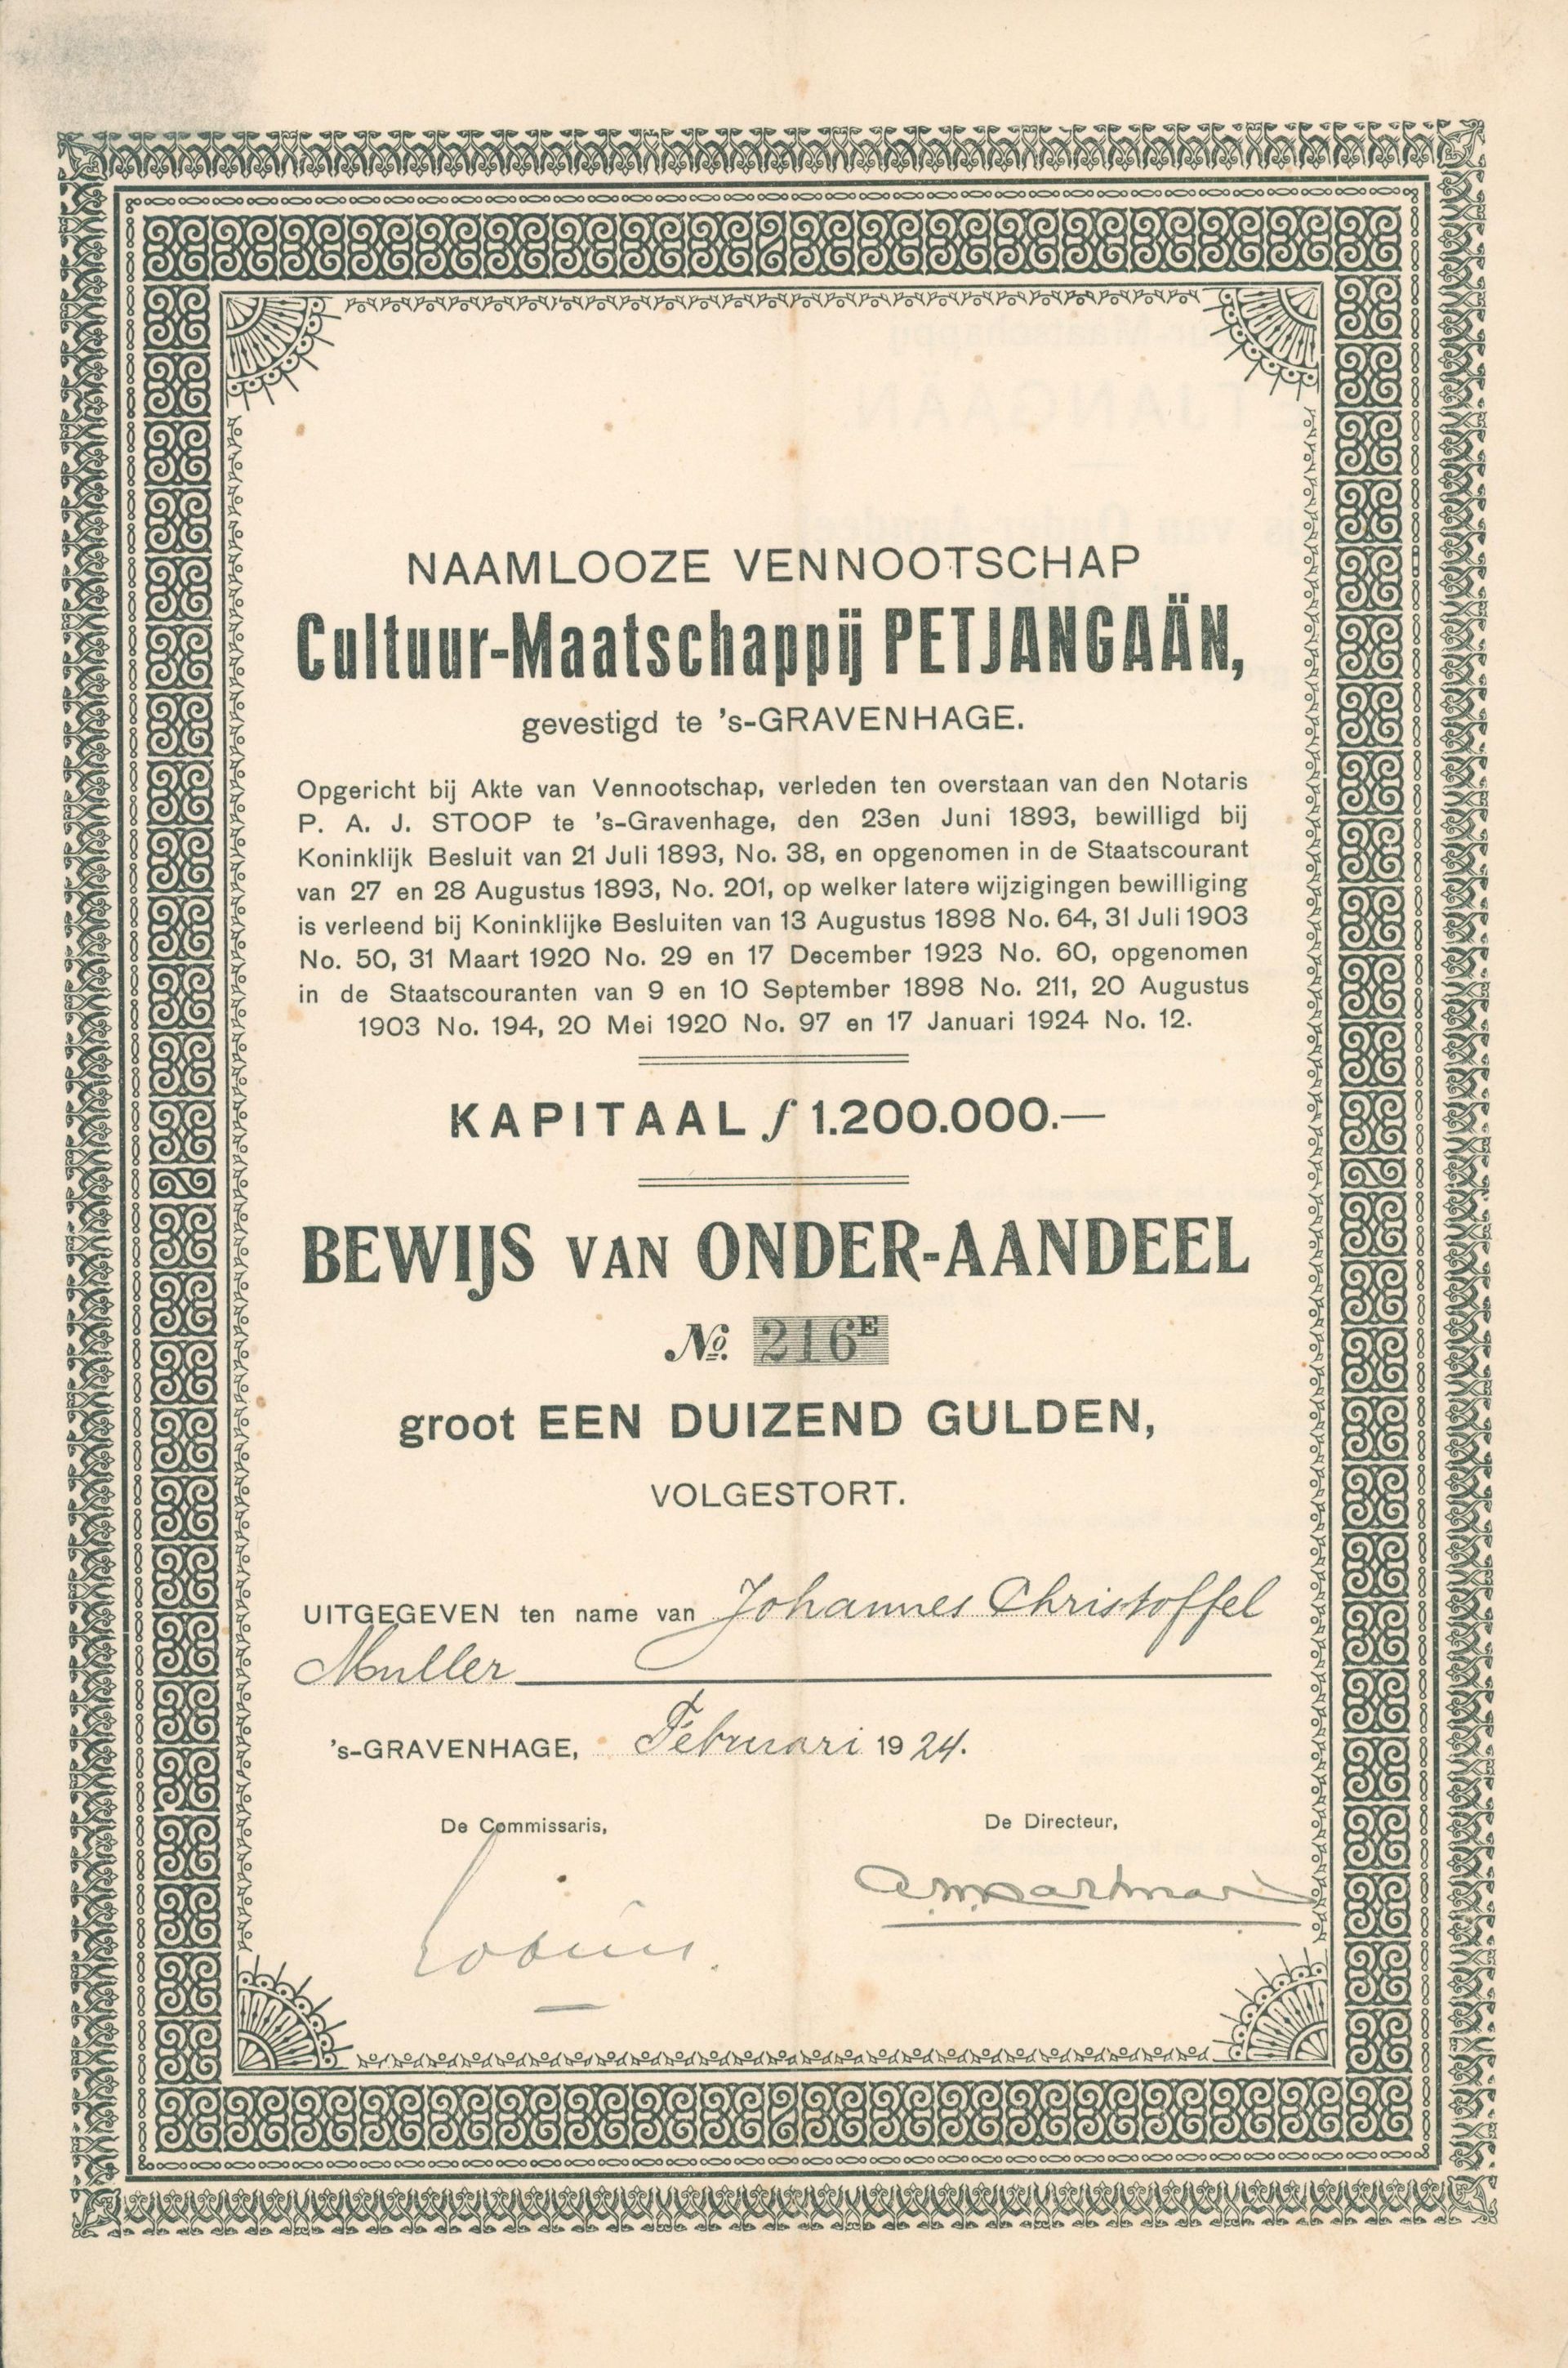 NAAMLOOZE VENNOOTSCHAP
Cultuur-Maatschappij PETJANGAÄN,
gevestigd te 's-GRAVENHAGE.
Opgericht bij Akte van Vennootschap, verleden ten overstaan van den Notaris
P. A. J. STOOP te 's-Gravenhage, den 23en Juni 1893, bewilligd bij
Koninklijk Besluit van 21 Juli 1893, No. 38, en opgenomen in de Staatscourant
van 27 en 28 Augustus 1893, No. 201, op welker latere wijzigingen bewilliging
is verleend bij Koninklijke Besluiten van 13 Augustus 1898 No. 64, 31 Juli 1903
No. 50, 31 Maart 1920 No. 29 en 17 December 1923 No. 60, opgenomen
in de Staatscouranten van 9 en 10 September 1898 No. 211, 20 Augustus
1903 No. 194, 20 Mei 1920 No. 97 en 17 Januari 1924 No. 12.
KAPITAAL ƒ 1.200.000.—
BEWIJS VAN ONDER-AANDEEL
No. 216E
groot EEN DUIZEND GULDEN,
VOLGESTORT.
UITGEGEVEN ten name van Johannes Christoffel
Muller
's-GRAVENHAGE, Februari 1924.
De Commissaris,
De Directeur,